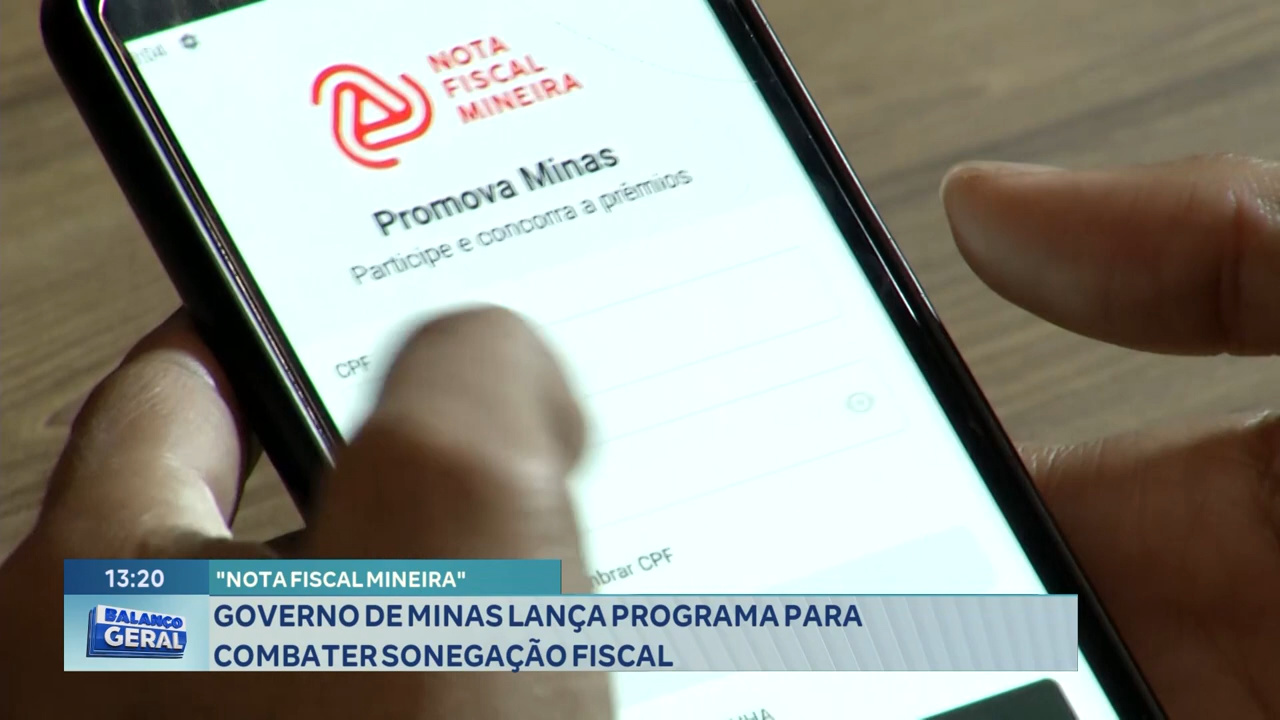 NOTA
FISCAL
MINEIRA
Promova Minas
Participe e concorra a prêmios
CPF
CPF
13:20
"NOTA FISCAL MINEIRA"
BALANÇO
GERAL
GOVERNO DE MINAS LANÇA PROGRAMA PARA
COMBATER SONEGAÇÃO FISCAL